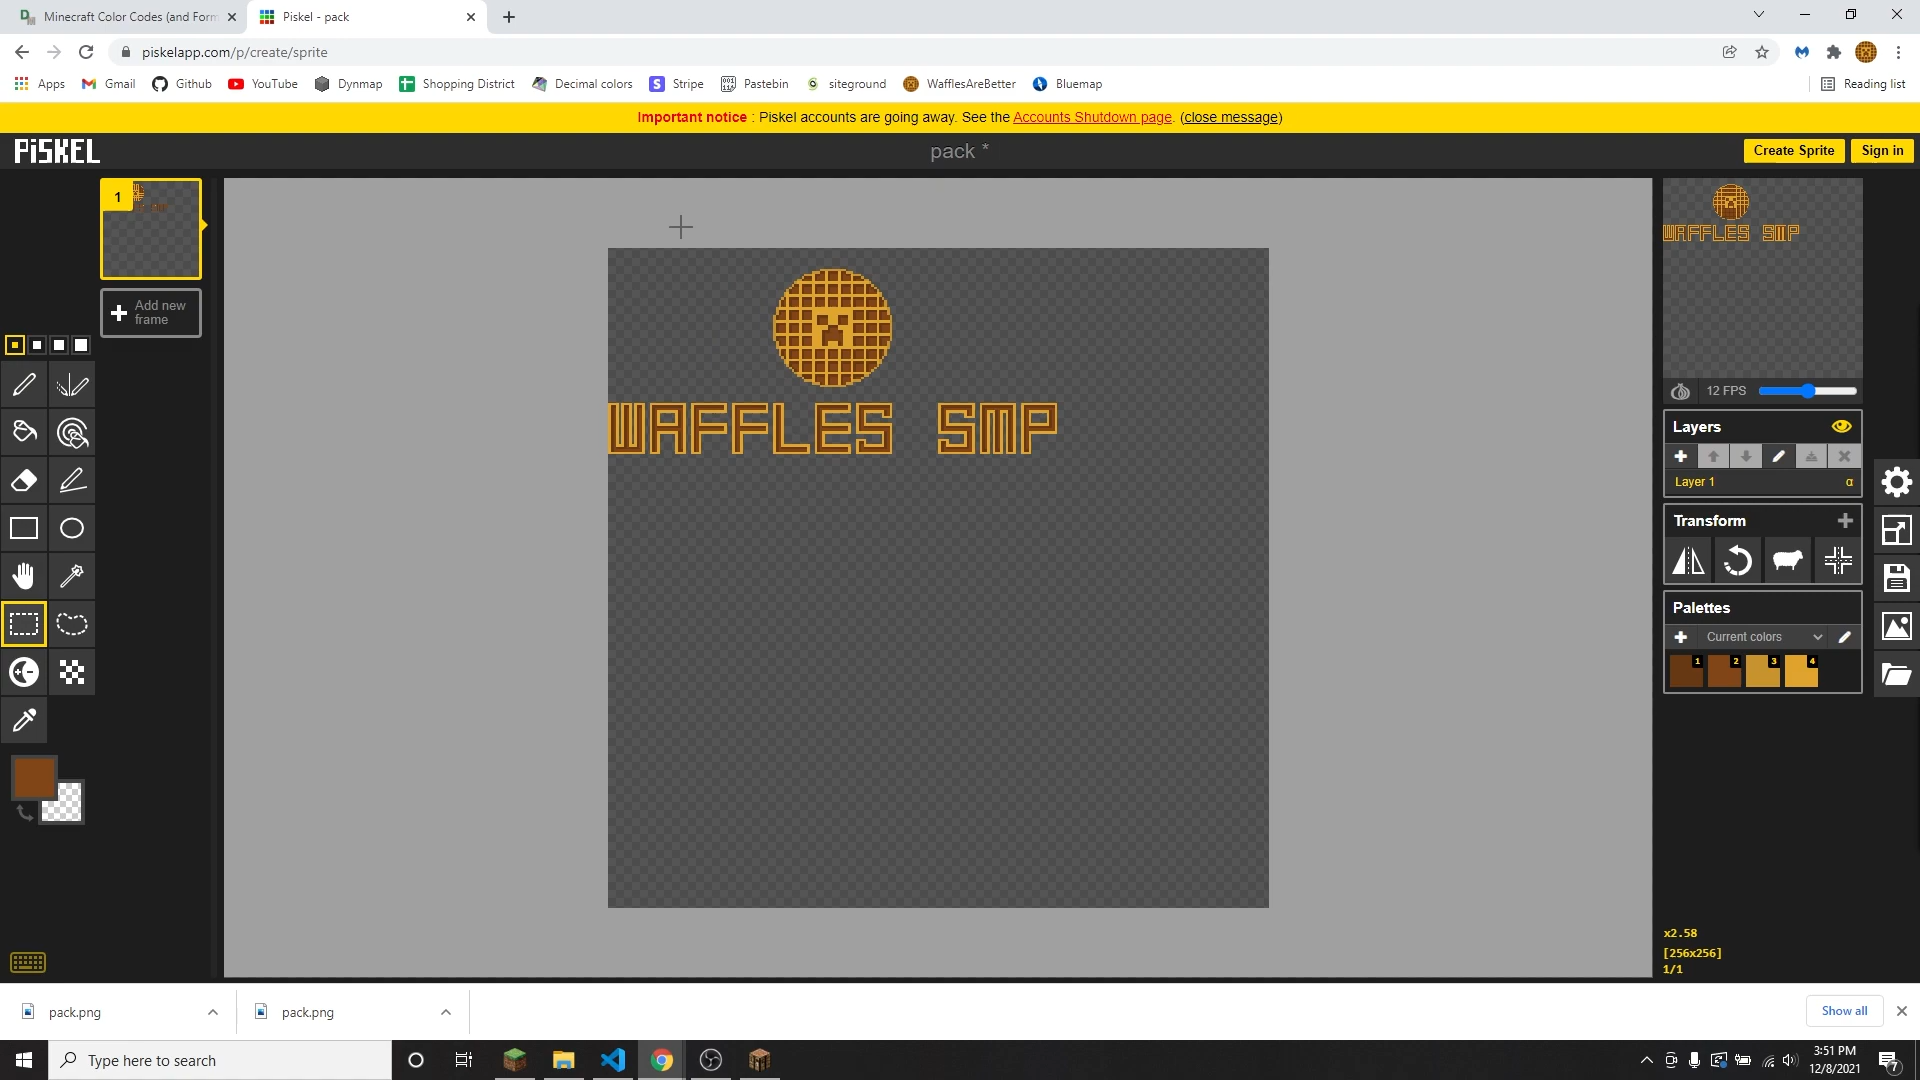 Minecraft Color Codes (and Form
Piskel - pack
piskelapp.com/p/create/sprite
Apps
Gmail
Github
YouTube
Dynmap
Shopping District
Decimal colors
Stripe
Pastebin
siteground
WafflesAreBetter
Bluemap
Reading list
Important notice : Piskel accounts are going away. See the Accounts Shutdown page. (close message)
PiSKEL
pack *
Create Sprite
Sign in
1
Add new
frame
WAFFLES SMP
WAFFLES SMP
12 FPS
Layers
Layer 1
α
Transform
Palettes
Current colors
1 2 3 4
x2.58
[256x256]
1/1
pack.png
pack.png
Show all
Type here to search
3:51 PM
12/8/2021
7